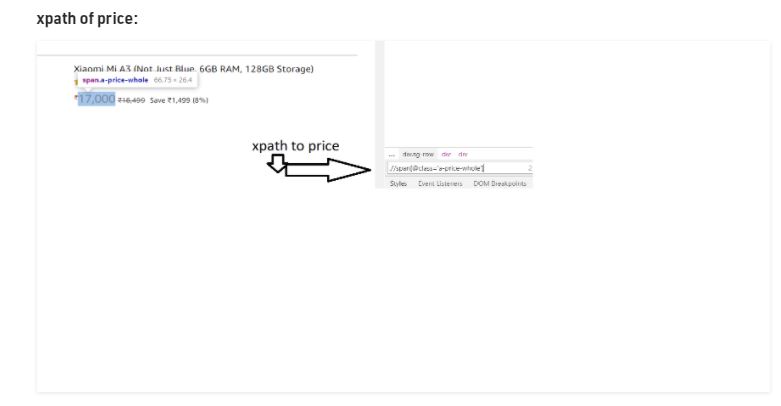 xpath of price:
Xiaomi Mi A3 (Not Just Blue, 6GB RAM, 128GB Storage)
span.a-price-whole 66.75 × 26.4
₹17,000 ₹18,499 Save ₹1,499 (8%)
xpath to price
... div.sg-row div div
//span[@class='a-price-whole'] 2
Styles Event Listeners DOM Breakpoints